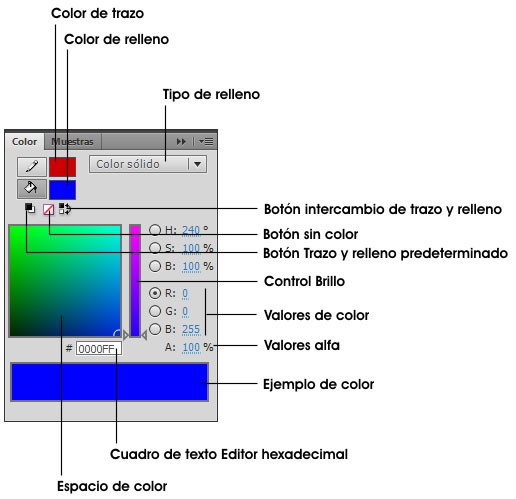 Color de trazo
Color de relleno
Tipo de relleno
Color
Muestras
Color sólido
H: 240 °
S: 100 %
B: 100 %
R: 0
G: 0
B: 255
A: 100 %
# 0000FF
Botón intercambio de trazo y relleno
Botón sin color
Botón Trazo y relleno predeterminado
Control Brillo
Valores de color
Valores alfa
Ejemplo de color
Cuadro de texto Editor hexadecimal
Espacio de color